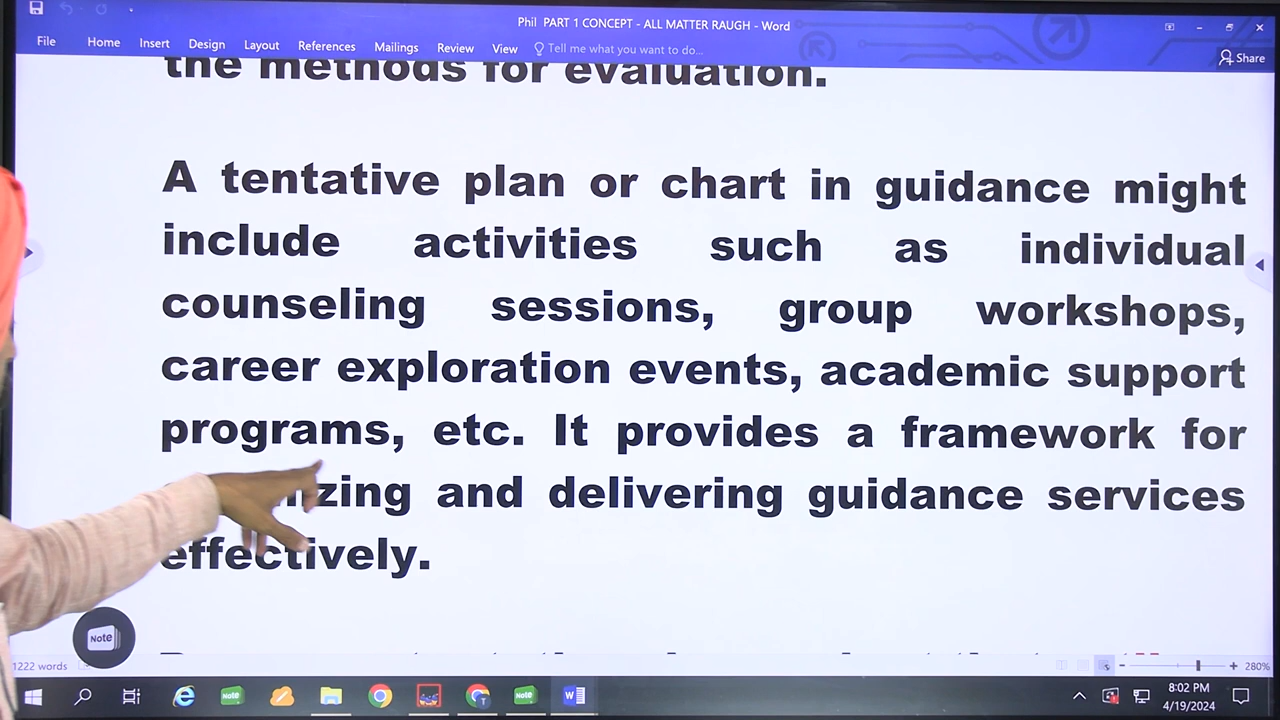 Phil PART 1 CONCEPT - ALL MATTER RAUGH - Word
File Home Insert Design Layout References Mailings Review View Tell me what you want to do... Share
the methods for evaluation.
A tentative plan or chart in guidance might
include activities such as individual
counseling sessions, group workshops,
career exploration events, academic support
programs, etc. It provides a framework for
and delivering guidance services
effectively.
Note
1222 words
280%
Note
Note
8:02 PM
4/19/2024